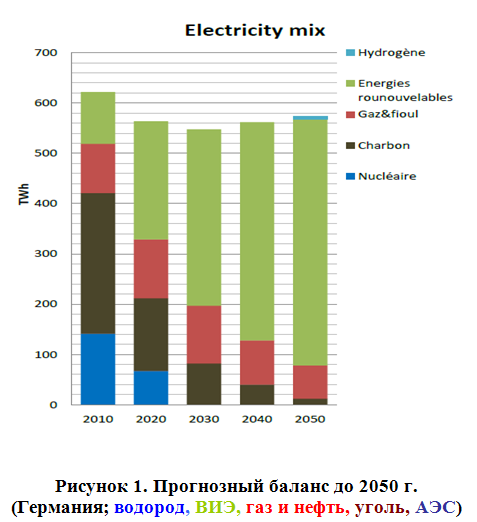 Electricity mix
700
600
500
400
300
200
100
0
TWh
2010 2020 2030 2040 2050
Hydrogène
Energies
rounouvelables
Gaz&fioul
Charbon
Nucléaire
Рисунок 1. Прогнозный баланс до 2050 г.
(Германия; водород, ВИЭ, газ и нефть, уголь, АЭС)